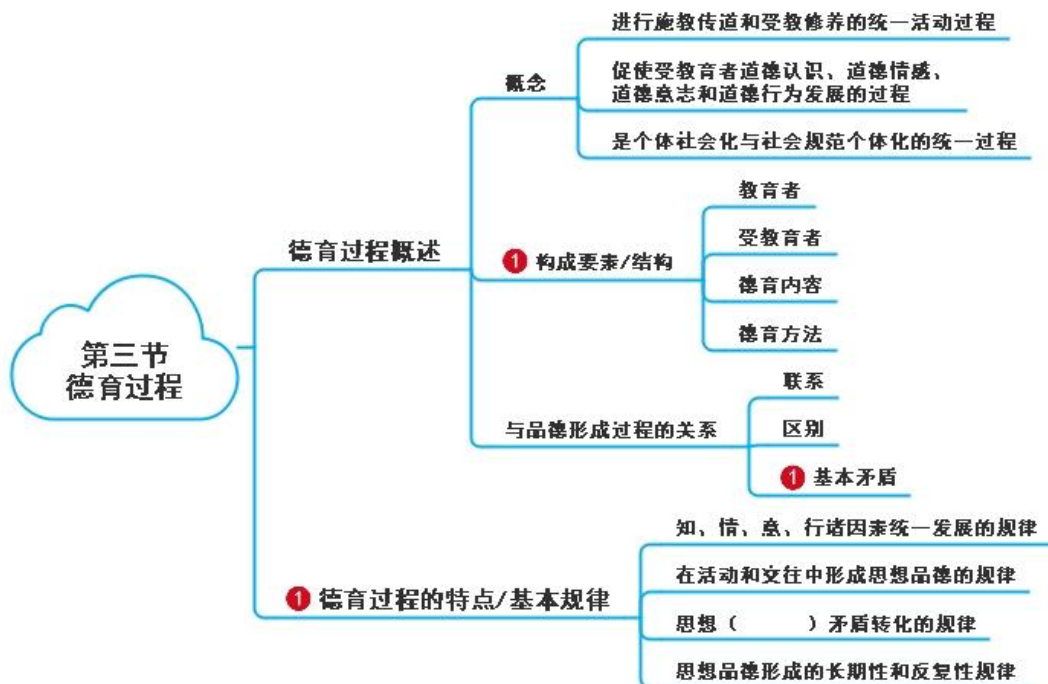 第三节
德育过程
德育过程概述
概念
进行施教传道和受教修养的统一活动过程
促使受教育者道德认识、道德情感、
道德意志和道德行为发展的过程
是个体社会化与社会规范个体化的统一过程
1 构成要素/结构
教育者
受教育者
德育内容
德育方法
与品德形成过程的关系
联系
区别
1 基本矛盾
1 德育过程的特点/基本规律
知、情、意、行诸因素统一发展的规律
在活动和交往中形成思想品德的规律
思想（ ）矛盾转化的规律
思想品德形成的长期性和反复性规律